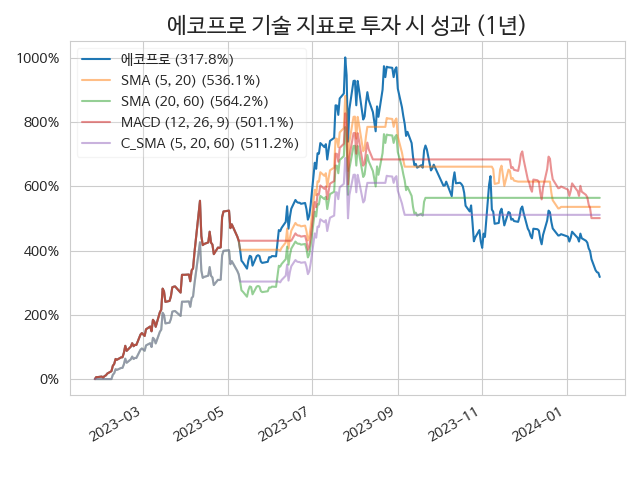 에코프로 기술 지표로 투자 시 성과 (1년)
에코프로 (317.8%)
SMA (5, 20) (536.1%)
SMA (20, 60) (564.2%)
MACD (12, 26, 9) (501.1%)
C_SMA (5, 20, 60) (511.2%)
1000%
800%
600%
400%
200%
0%
2023-03
2023-05
2023-07
2023-09
2023-11
2024-01